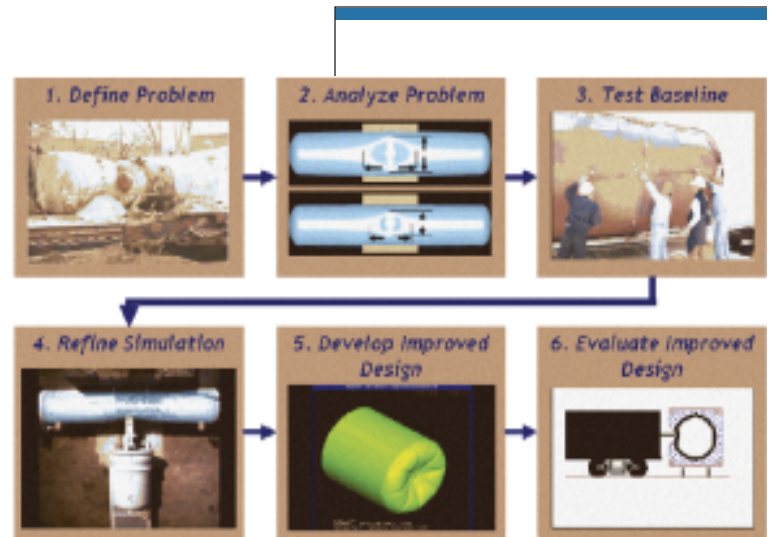 1. Define Problem
2. Analyze Problem
3. Test Baseline
4. Refine Simulation
5. Develop Improved
Design
6. Evaluate Improved
Design